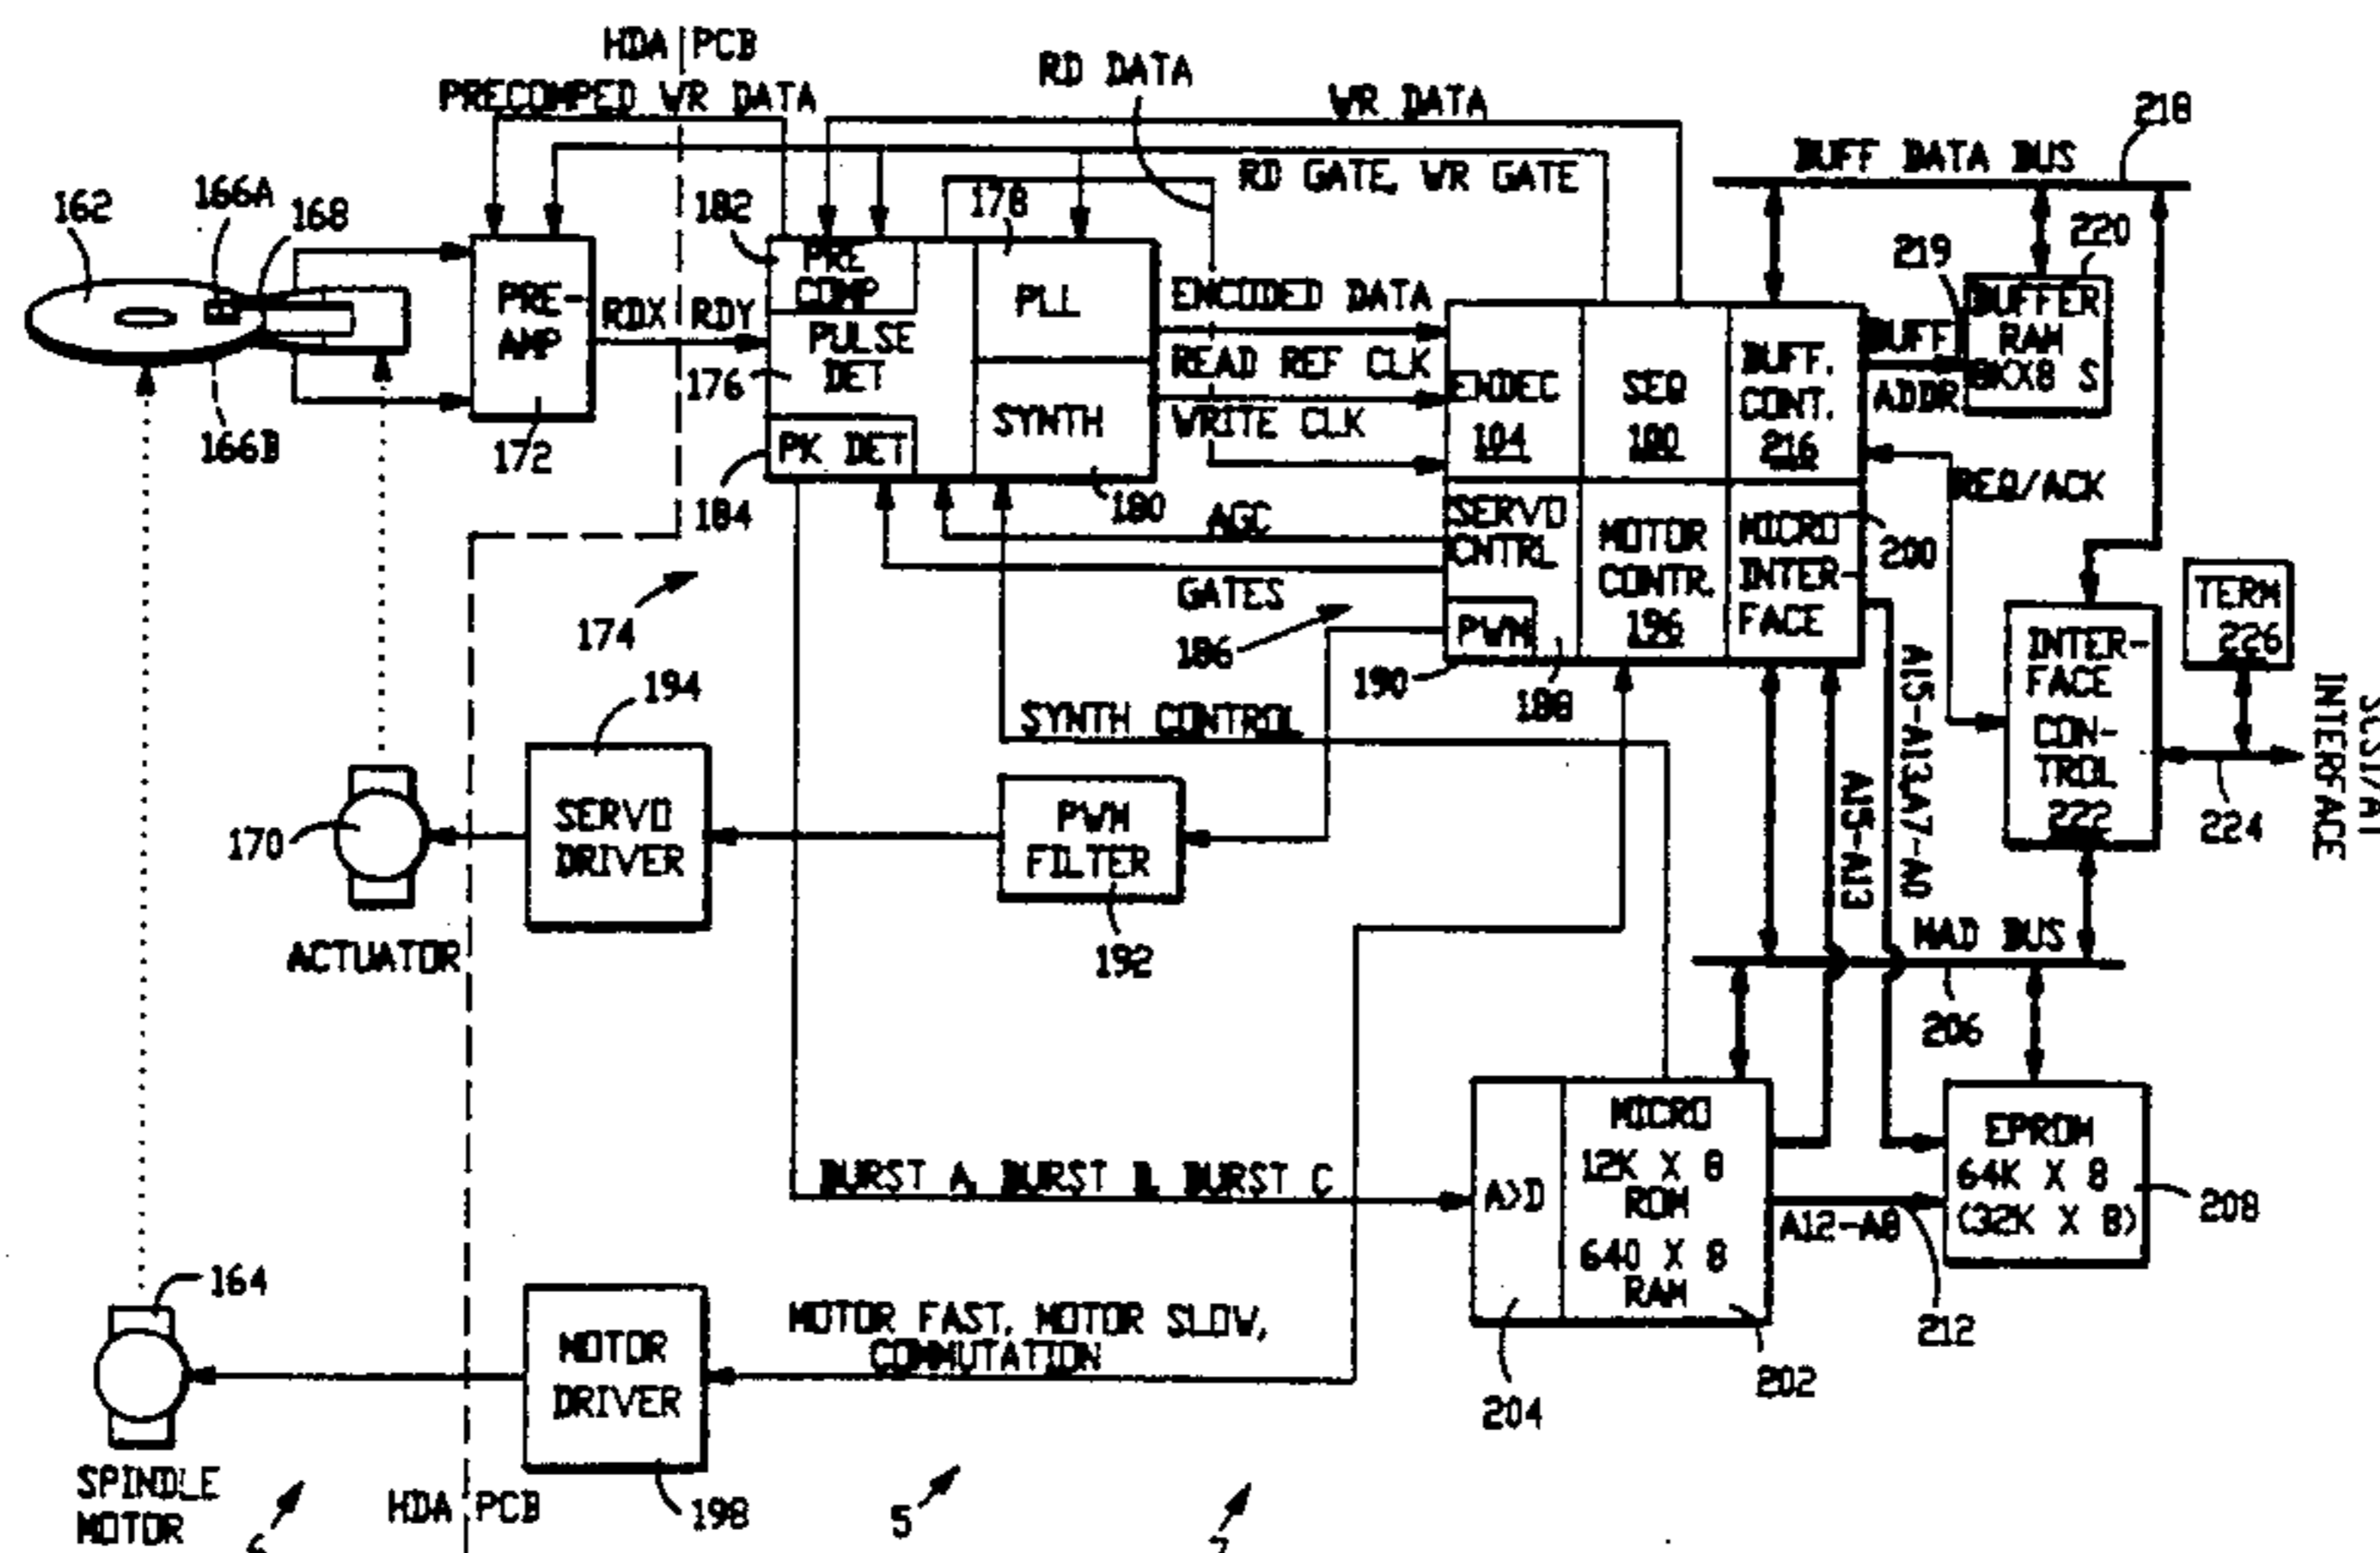 HDA PCB
PRECOMPED WR DATA
RD DATA
WR DATA
218
BUFF DATA BUS
RD GATE, WR GATE
162
166A
168
182
178
219
220
PRE-
AMP
RDX RDY
PRE
COMP
PULSE
DET
PLL
ENCODED DATA
READ REF CLK
WRITE CLK
BUFF
ADDR
BUFFER
RAM
176
PK DET
SYNTH
ENDEC
SEQ
BUFF.
CONT.
216
166B
172
184
180
REQ/ACK
AGC
SERVO
CNTRL
MOTOR
CONTR.
196
MICRO
INTER-
FACE
200
GATES
174
186
PWM
190
188
TERM
226
INTER-
FACE
CON-
TROL
222
224
SCSI/AT
INTERFACE
A15-A13,A7-A0
A15-A13
194
SYNTH CONTROL
170
SERVO
DRIVER
PWM
FILTER
192
ACTUATOR
MAD BUS
206
BURST A, BURST B, BURST C
A>D
MICRO
12K X 8
ROM
640 X 8
RAM
EPROM
64K X 8
(32K X 8)
208
A12-A8
212
164
MOTOR FAST, MOTOR SLOW,
COMMUTATION
MOTOR
DRIVER
204
202
SPINDLE
MOTOR
HDA PCB
198
5
6
7